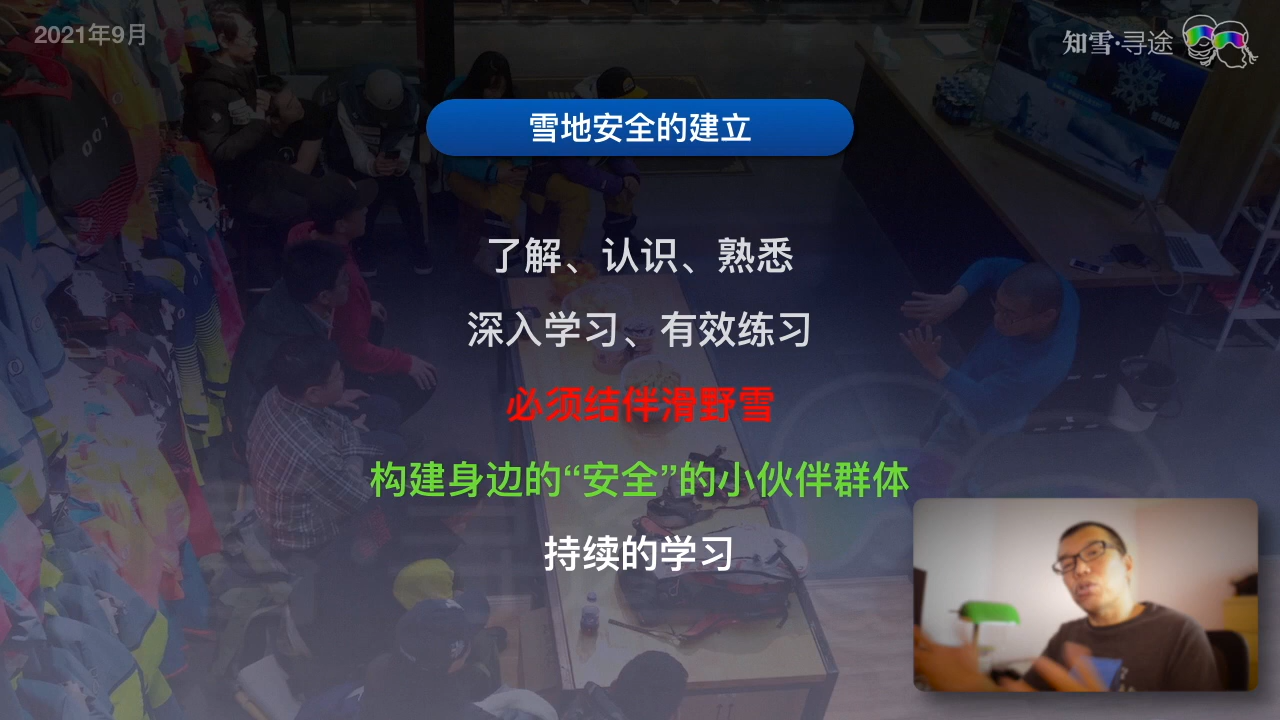 2021年9月
知雪·寻途
雪地安全的建立
了解、认识、熟悉
深入学习、有效练习
必须结伴滑野雪
构建身边的“安全”的小伙伴群体
持续的学习